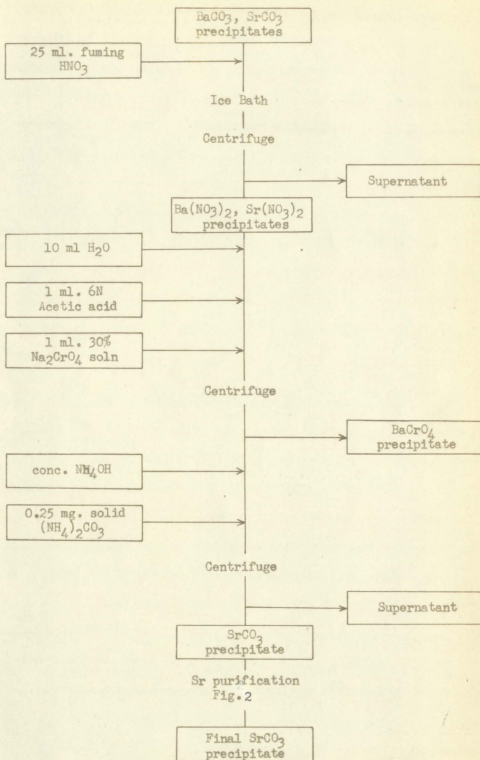 BaCO3, SrCO3
precipitates
25 ml. fuming
HNO3
Ice Bath
Centrifuge
Supernatant
Ba(NO3)2, Sr(NO3)2
precipitates
10 ml H2O
1 ml. 6N
Acetic acid
1 ml. 30%
Na2CrO4 soln
Centrifuge
BaCrO4
precipitate
conc. NH4OH
0.25 mg. solid
(NH4)2CO3
Centrifuge
Supernatant
SrCO3
precipitate
Sr purification
Fig.2
Final SrCO3
precipitate